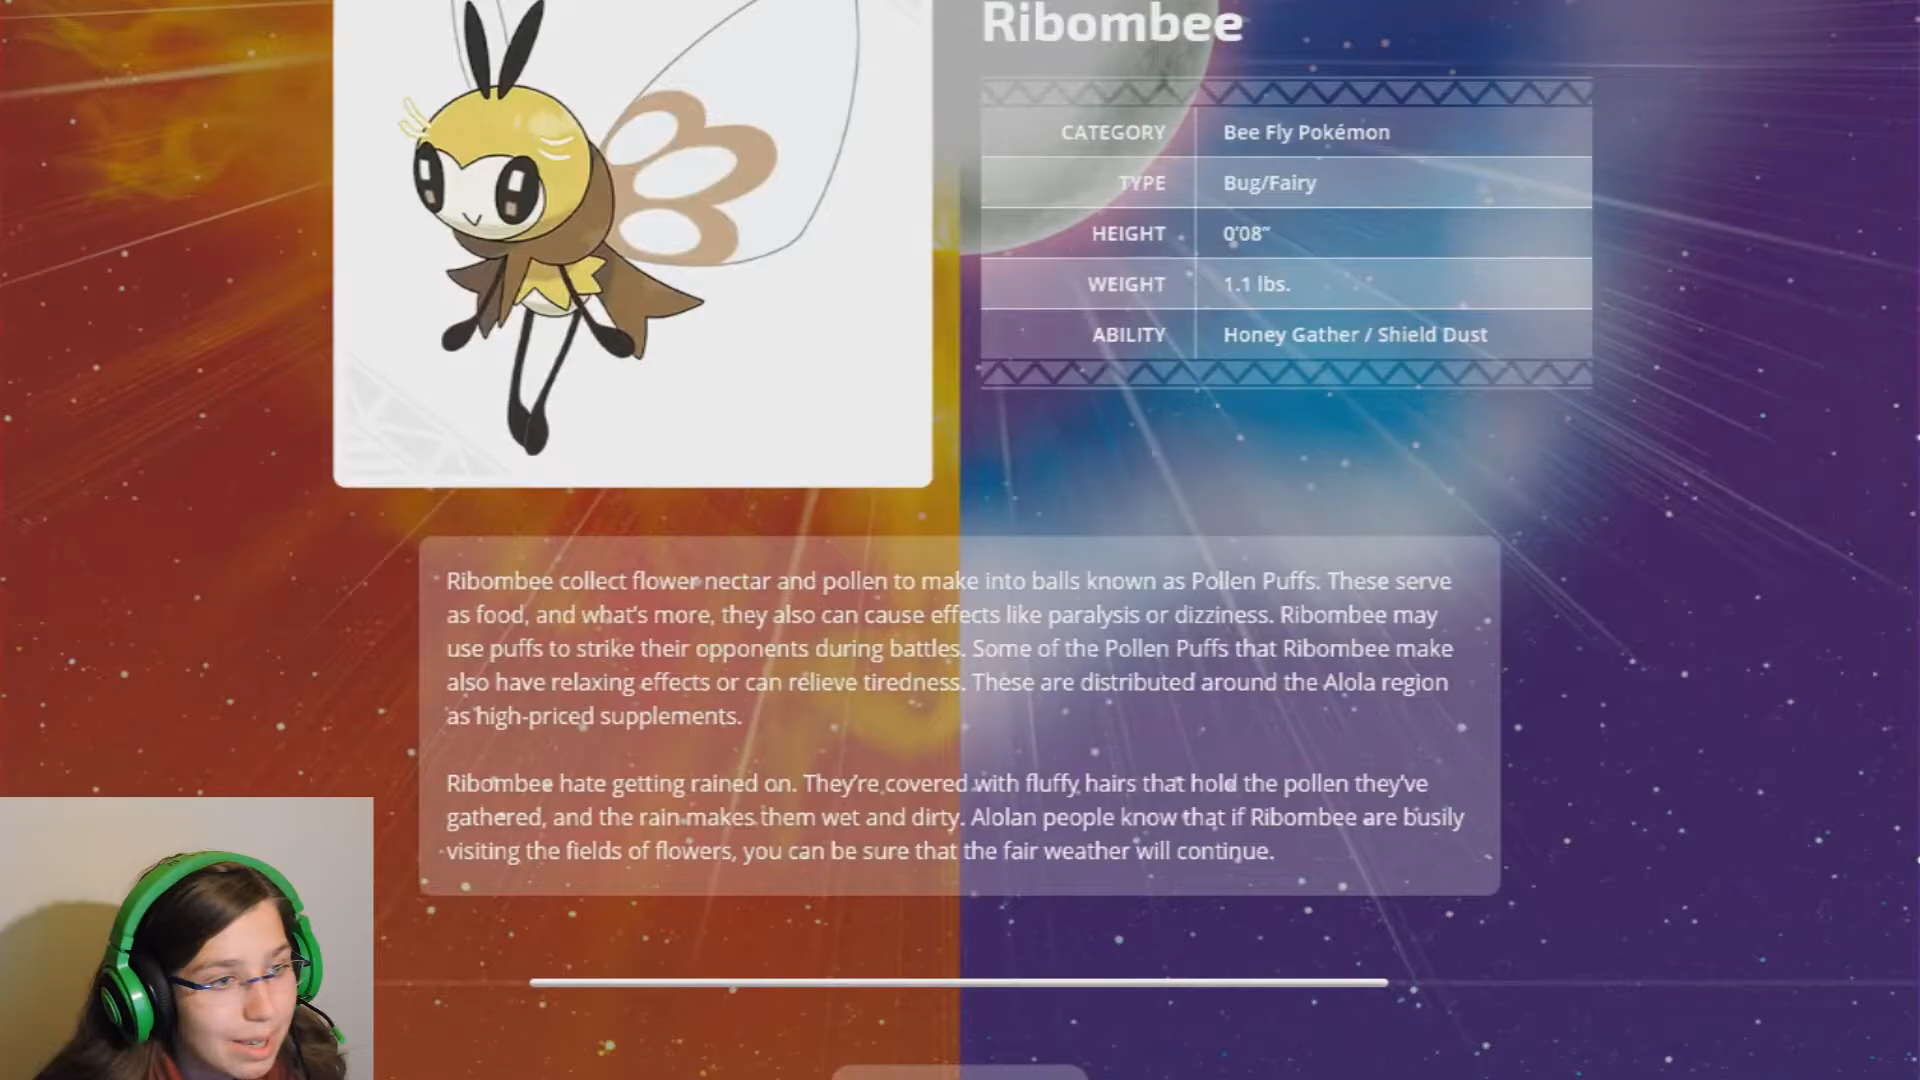 Ribombee
CATEGORY Bee Fly Pokémon
TYPE Bug/Fairy
HEIGHT 0'08"
WEIGHT 1.1 lbs.
ABILITY Honey Gather / Shield Dust
Ribombee collect flower nectar and pollen to make into balls known as Pollen Puffs. These serve
as food, and what's more, they also can cause effects like paralysis or dizziness. Ribombee may
use puffs to strike their opponents during battles. Some of the Pollen Puffs that Ribombee make
also have relaxing effects or can relieve tiredness. These are distributed around the Alola region
as high-priced supplements.
Ribombee hate getting rained on. They're covered with fluffy hairs that hold the pollen they've
gathered, and the rain makes them wet and dirty. Alolan people know that if Ribombee are busily
visiting the fields of flowers, you can be sure that the fair weather will continue.